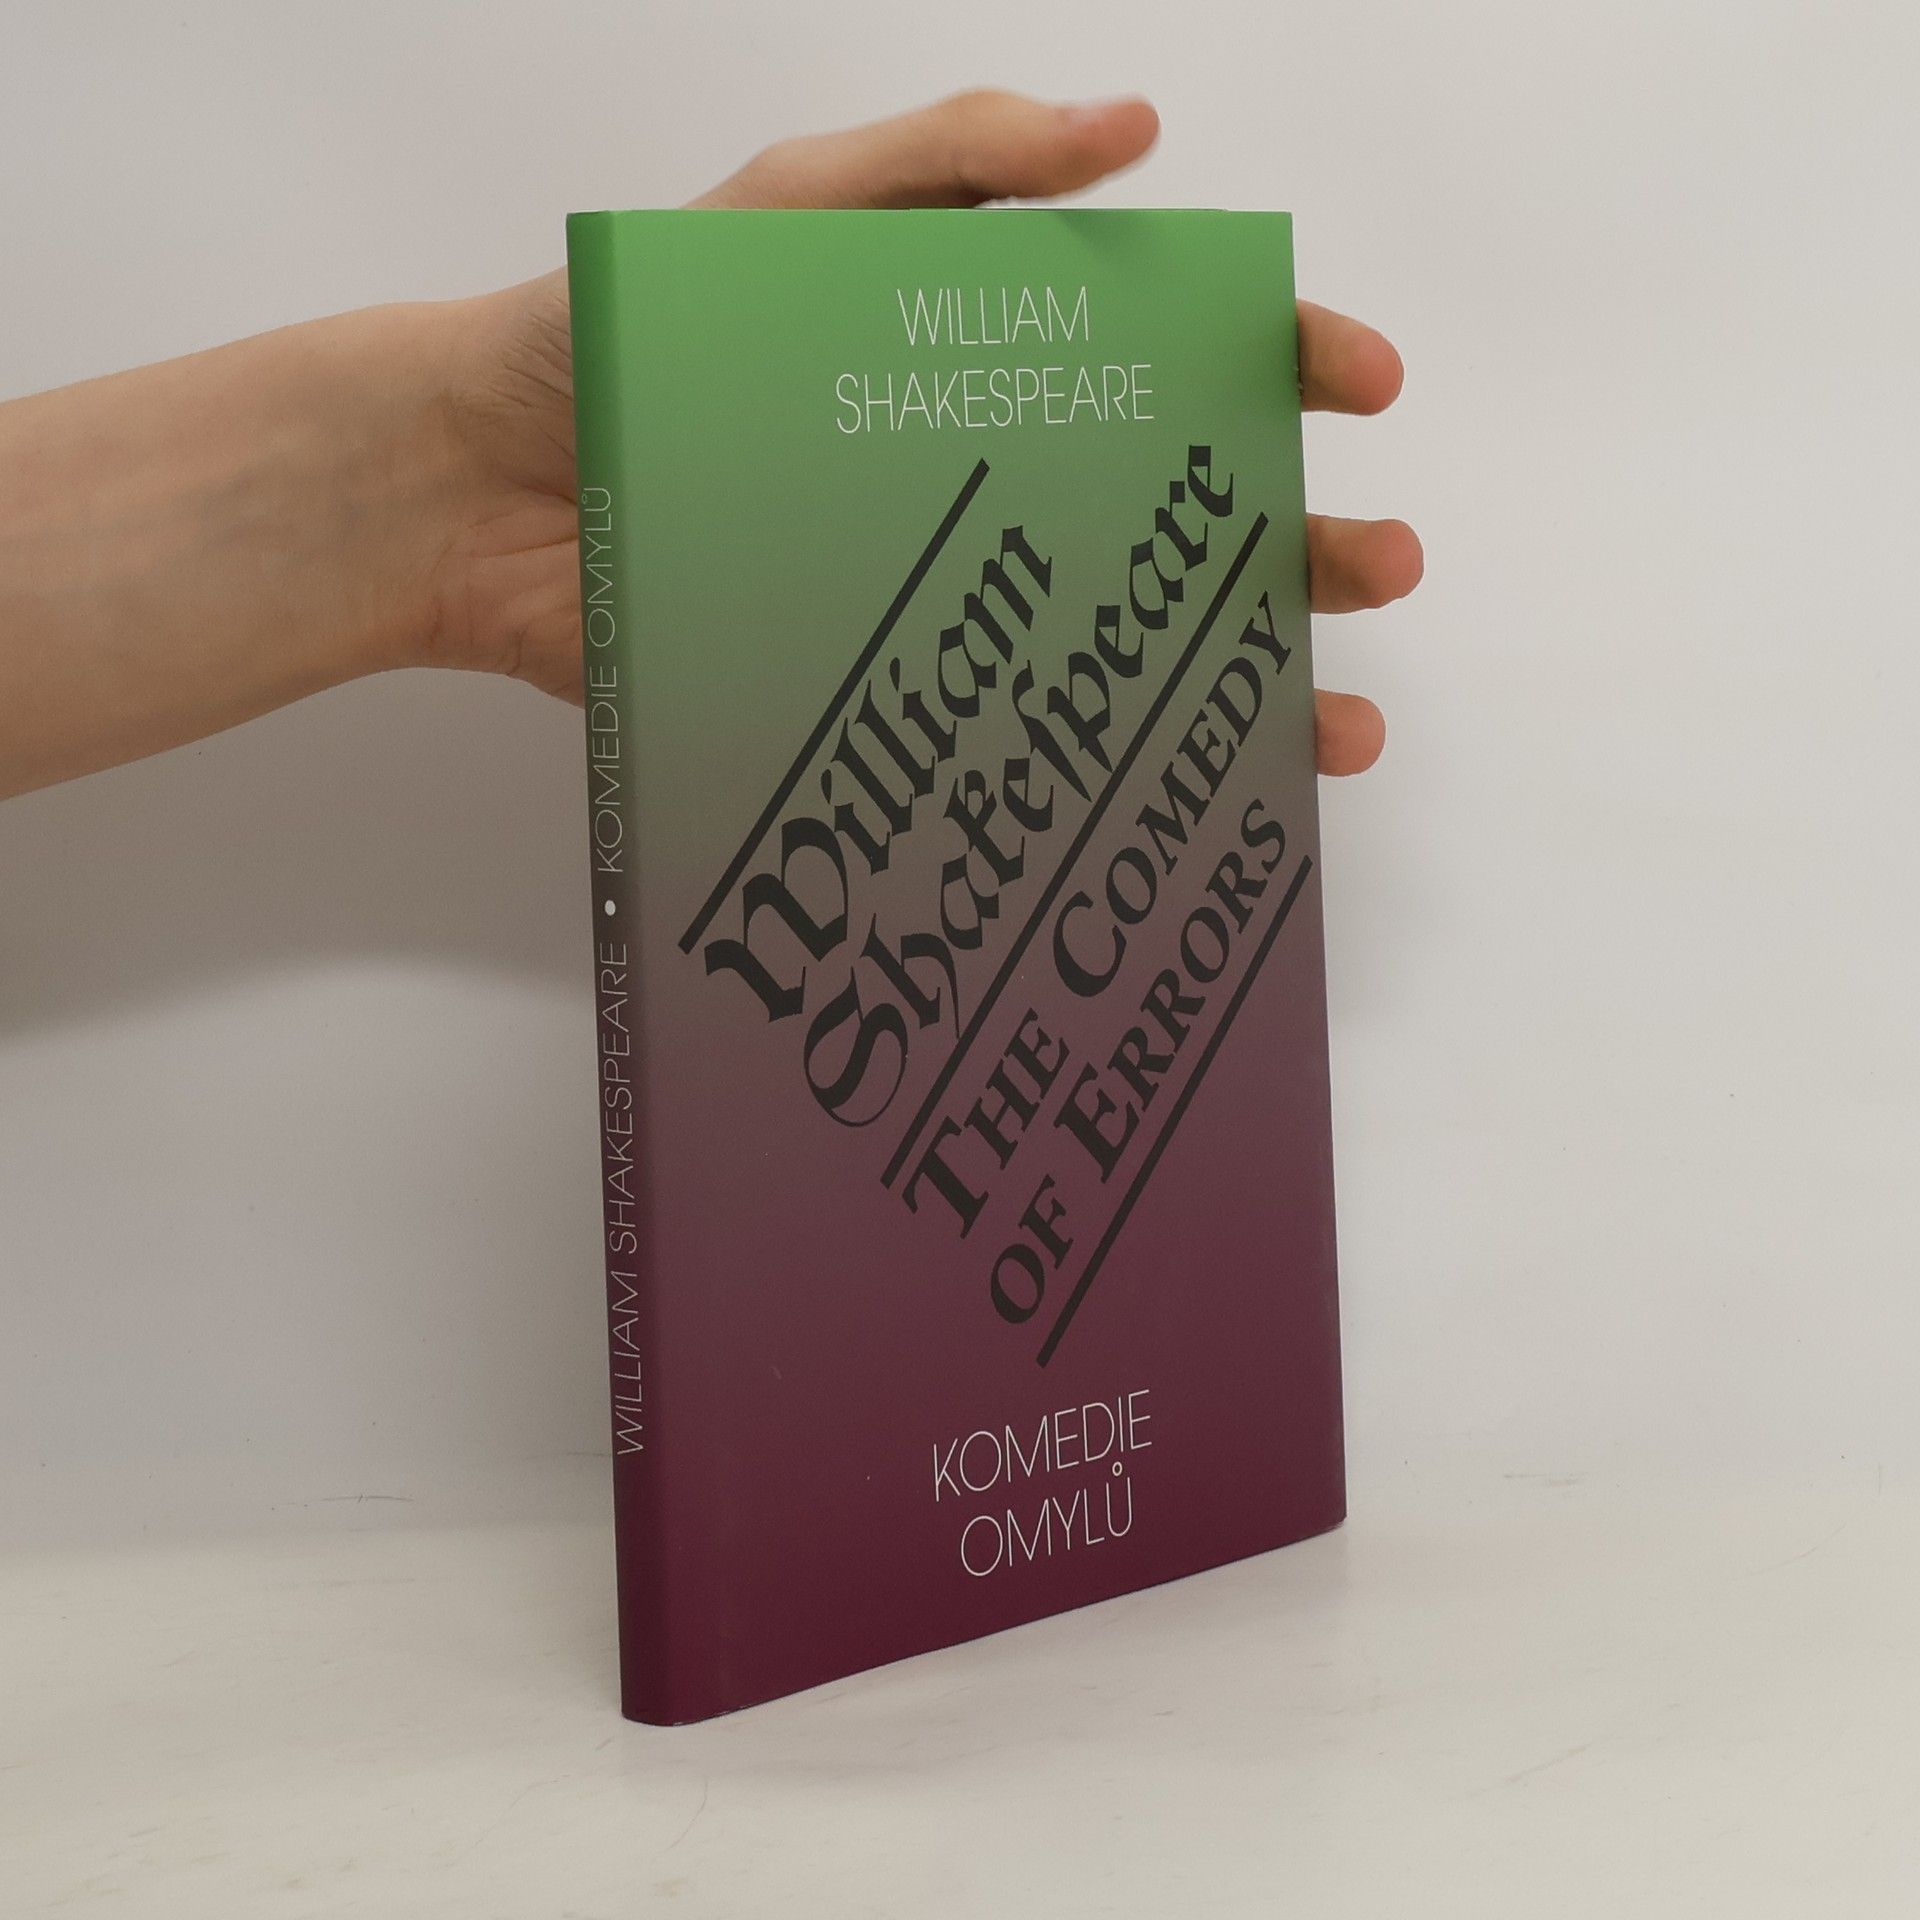 WILLIAM SHAKESPEARE • KOMEDIE OMYLŮ
WILLIAM
SHAKESPEARE
William
Shakeſpeare
THE COMEDY
OF ERRORS
KOMEDIE
OMYLŮ